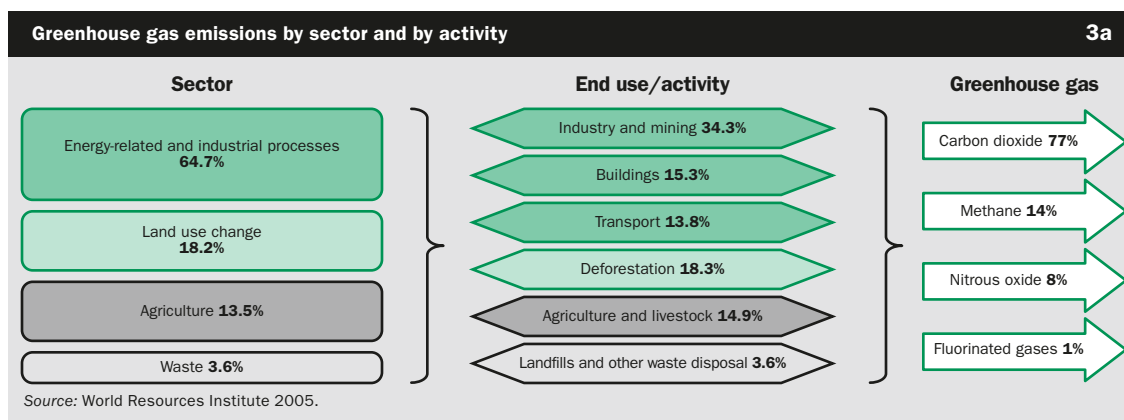 Greenhouse gas emissions by sector and by activity 3a
Sector
Energy-related and industrial processes
64.7%
Land use change
18.2%
Agriculture 13.5%
Waste 3.6%
End use/activity
Industry and mining 34.3%
Buildings 15.3%
Transport 13.8%
Deforestation 18.3%
Agriculture and livestock 14.9%
Landfills and other waste disposal 3.6%
Greenhouse gas
Carbon dioxide 77%
Methane 14%
Nitrous oxide 8%
Fluorinated gases 1%
Source: World Resources Institute 2005.